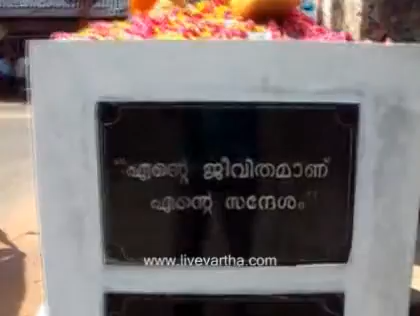 "എന്റെ ജീവിതമാണ്
എന്റെ സന്ദേശം"
www.livevartha.com